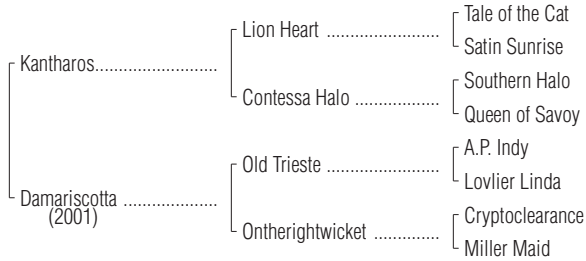 Tale of the Cat
Lion Heart ........................
Satin Sunrise
Kantharos..........................
Southern Halo
Contessa Halo ..................
Queen of Savoy
A.P. Indy
Old Trieste ........................
Lovlier Linda
Damariscotta ....................
(2001)
Cryptoclearance
Ontherightwicket ..............
Miller Maid